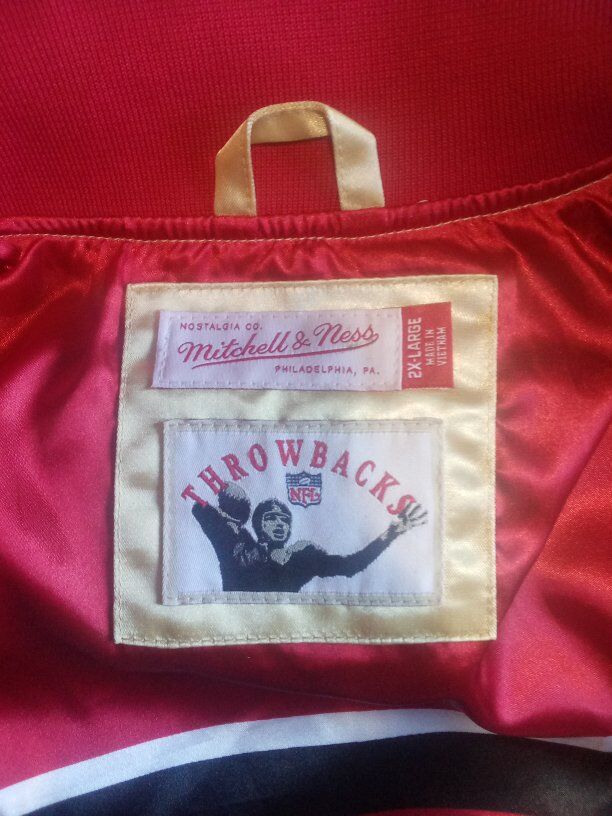 NOSTALGIA CO.
Mitchell & Ness
PHILADELPHIA, PA.
2X-LARGE
MADE IN
VIETNAM
THROWBACKS
NFL